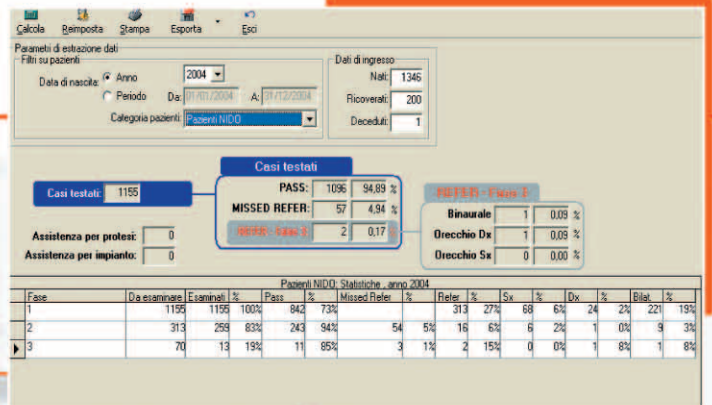 Calcola Reimposta Stampa Esporta Esci
Parametri di estrazione dati
Filtri su pazienti
Data di nascita: Anno 2004
Periodo Da: 01/01/2004 A: 31/12/2004
Categoria pazienti: Pazienti NIDO
Dati di ingresso
Nati: 1346
Ricoverati: 200
Deceduti: 1
Casi testati: 1155
Assistenza per protesi: 0
Assistenza per impianto: 0
Casi testati
PASS: 1096 94,89 %
MISSED REFER: 57 4,94 %
2 0,17 %
Binaurale 1 0,09 %
Orecchio Dx 1 0,09 %
Orecchio Sx 0 0,00 %
Pazienti NIDO: Statistiche , anno 2004
Fase Da esaminare Esaminati % Pass % Missed Refer % Refer % Sx % Dx % Bilat. %
1 1155 1155 100% 842 73% 313 27% 68 6% 24 2% 221 19%
2 313 259 83% 243 94% 54 5% 16 6% 6 2% 1 0% 9 3%
3 70 13 19% 11 85% 3 1% 2 15% 0 0% 1 8% 1 8%